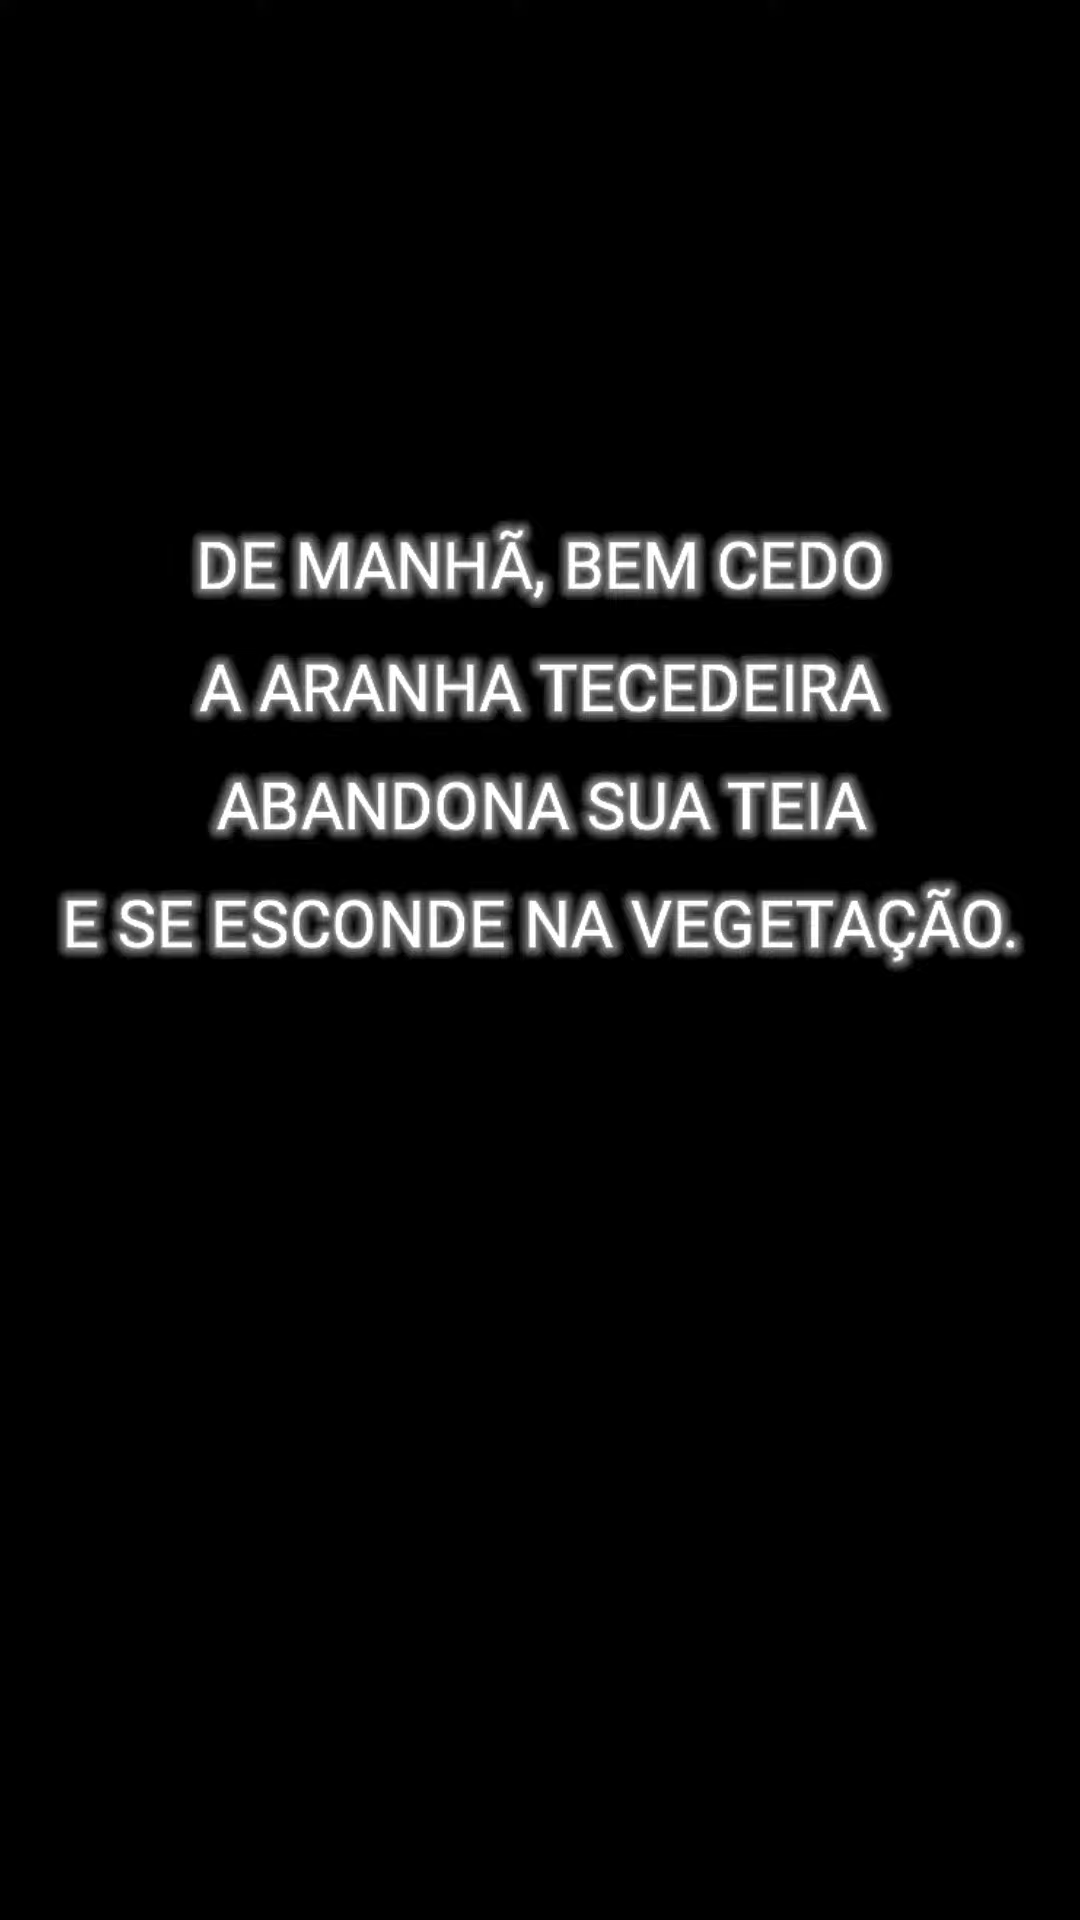 DE MANHÃ, BEM CEDO
A ARANHA TECEDEIRA
ABANDONA SUA TEIA
E SE ESCONDE NA VEGETAÇÃO.